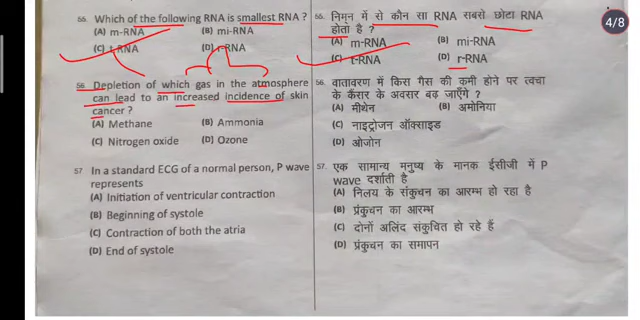 4/8
55. Which of the following RNA is smallest RNA ?
(A) m-RNA (B) mi-RNA
(C) t-RNA (D) r-RNA
56. Depletion of which gas in the atmosphere
can lead to an increased incidence of skin
cancer ?
(A) Methane (B) Ammonia
(C) Nitrogen oxide (D) Ozone
57 In a standard ECG of a normal person, P wave
represents
(A) Initiation of ventricular contraction
(B) Beginning of systole
(C) Contraction of both the atria
(D) End of systole
निम्न में से कौन सा RNA सबसे छोटा RNA
होता है ?
(A) m-RNA (B) mi-RNA
(C) t-RNA (D) r-RNA
56. वातावरण में किस गैस की कमी होने पर त्वचा
के कैंसर के अवसर बढ़ जाएँगे ?
(A) मीथेन (B) अमोनिया
(C) नाइट्रोजन ऑक्साइड
(D) ओजोन
57. एक सामान्य मनुष्य के मानक ईसीजी में P
wave दर्शाता है
(A) निलय के संकुचन का आरम्भ हो रहा है
(B) प्रंकुचन का आरम्भ
(C) दोनों अलिंद संकुचित हो रहे हैं
(D) प्रंकुचन का समापन